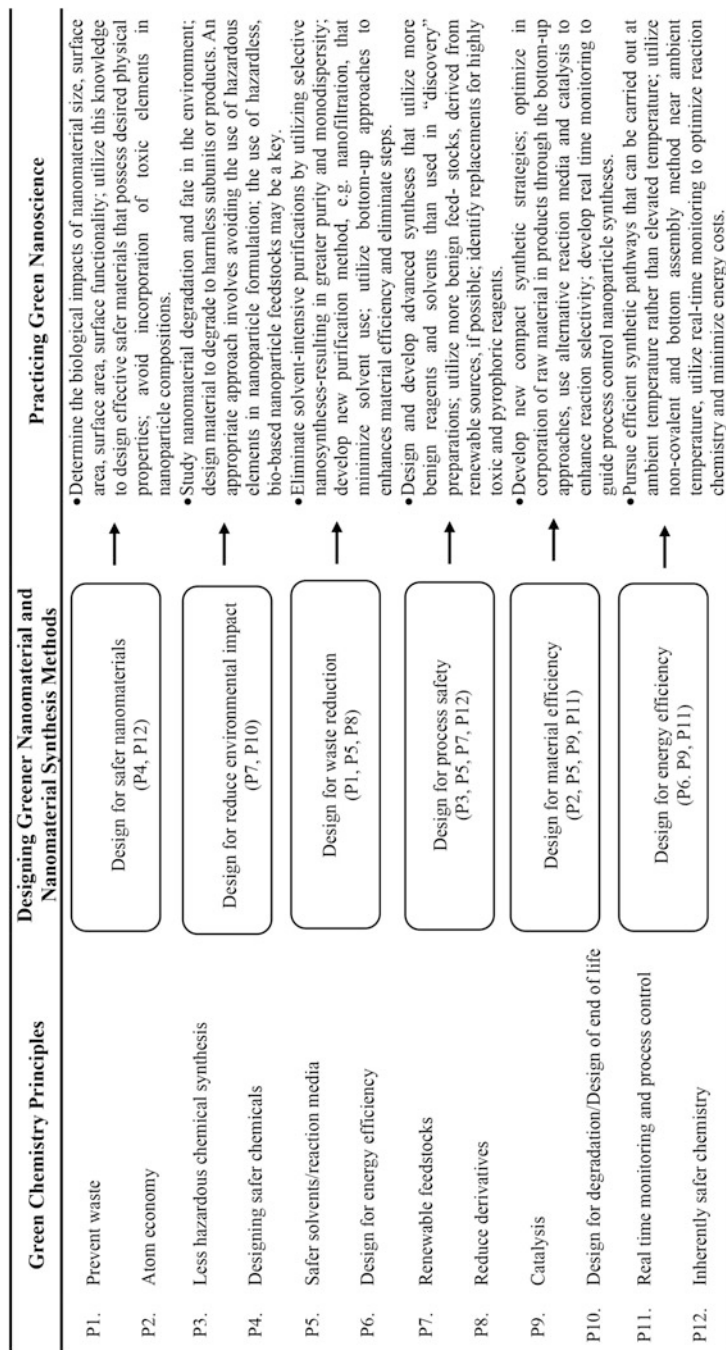 Green Chemistry Principles
P1. Prevent waste
P2. Atom economy
P3. Less hazardous chemical synthesis
P4. Designing safer chemicals
P5. Safer solvents/reaction media
P6. Design for energy efficiency
P7. Renewable feedstocks
P8. Reduce derivatives
P9. Catalysis
P10. Design for degradation/Design of end of life
P11. Real time monitoring and process control
P12. Inherently safer chemistry
Designing Greener Nanomaterial and
Nanomaterial Synthesis Methods
Design for safer nanomaterials
(P4, P12)
Design for reduce environmental impact
(P7, P10)
Design for waste reduction
(P1, P5, P8)
Design for process safety
(P3, P5, P7, P12)
Design for material efficiency
(P2, P5, P9, P11)
Design for energy efficiency
(P6. P9, P11)
Practicing Green Nanoscience
• Determine the biological impacts of nanomaterial size, surface
area, surface area, surface functionality; utilize this knowledge
to design effective safer materials that possess desired physical
properties; avoid incorporation of toxic elements in
nanoparticle compositions.
• Study nanomaterial degradation and fate in the environment;
design material to degrade to harmless subunits or products. An
appropriate approach involves avoiding the use of hazardous
elements in nanoparticle formulation; the use of hazardless,
bio-based nanoparticle feedstocks may be a key.
• Eliminate solvent-intensive purifications by utilizing selective
nanosyntheses-resulting in greater purity and monodispersity;
develop new purification method, e.g. nanofiltration, that
minimize solvent use; utilize bottom-up approaches to
enhances material efficiency and eliminate steps.
• Design and develop advanced syntheses that utilize more
benign reagents and solvents than used in “discovery”
preparations; utilize more benign feed- stocks, derived from
renewable sources, if possible; identify replacements for highly
toxic and pyrophoric reagents.
• Develop new compact synthetic strategies; optimize in
corporation of raw material in products through the bottom-up
approaches, use alternative reaction media and catalysis to
enhance reaction selectivity; develop real time monitoring to
guide process control nanoparticle syntheses.
• Pursue efficient synthetic pathways that can be carried out at
ambient temperature rather than elevated temperature; utilize
non-covalent and bottom assembly method near ambient
temperature, utilize real-time monitoring to optimize reaction
chemistry and minimize energy costs.